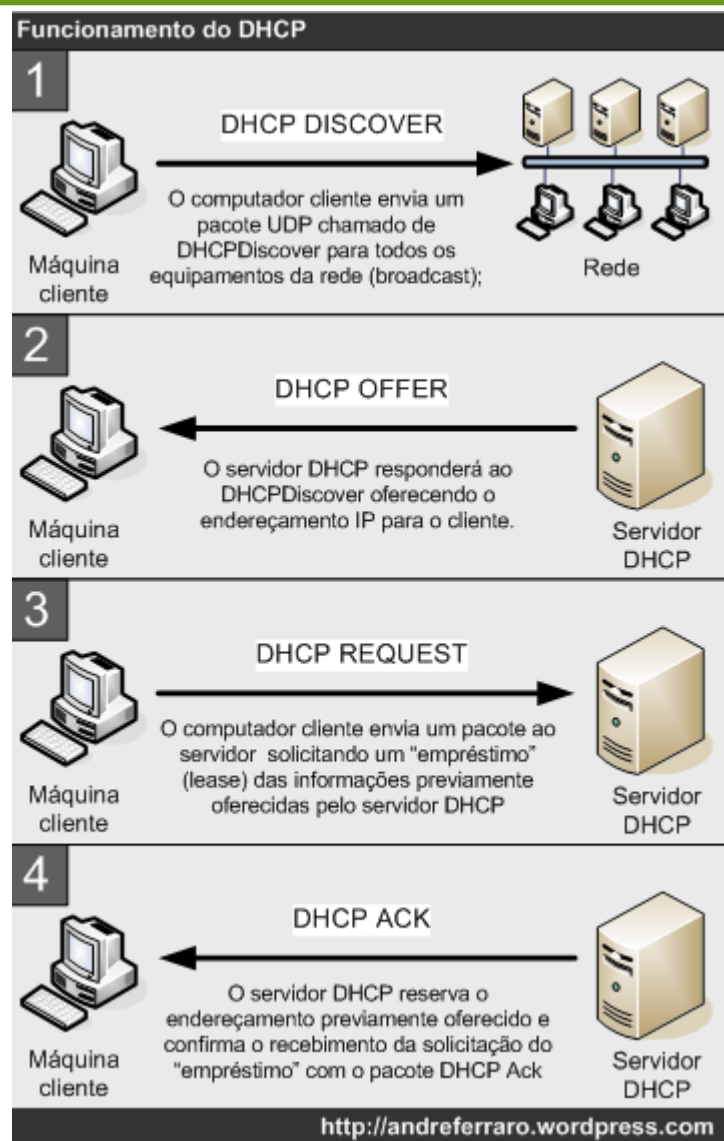 Funcionamento do DHCP
1
DHCP DISCOVER
O computador cliente envia um
pacote UDP chamado de
DHCPDiscover para todos os
equipamentos da rede (broadcast);
Máquina
cliente
Rede
2
DHCP OFFER
O servidor DHCP responderá ao
DHCPDiscover oferecendo o
endereçamento IP para o cliente.
Máquina
cliente
Servidor
DHCP
3
DHCP REQUEST
O computador cliente envia um pacote ao
servidor solicitando um “empréstimo”
(lease) das informações previamente
oferecidas pelo servidor DHCP
Máquina
cliente
Servidor
DHCP
4
DHCP ACK
O servidor DHCP reserva o
endereçamento previamente oferecido e
confirma o recebimento da solicitação do
“empréstimo” com o pacote DHCP Ack
Máquina
cliente
Servidor
DHCP
http://andreferraro.wordpress.com